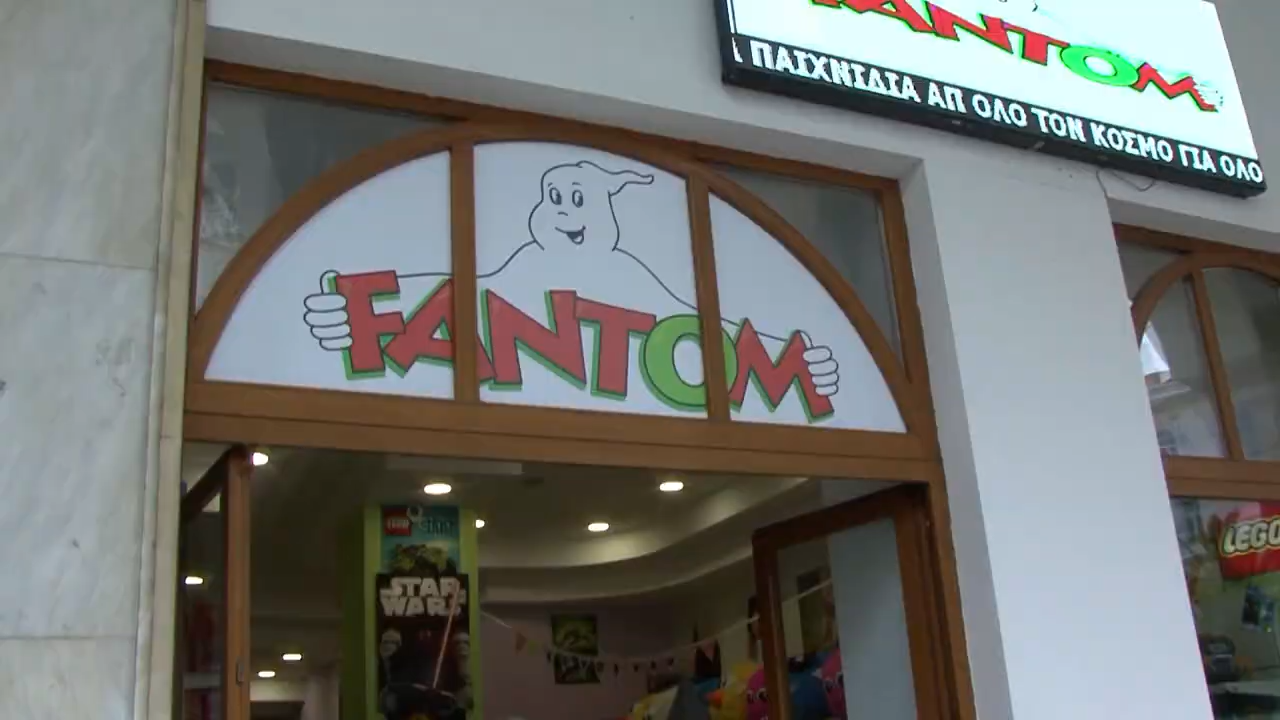 FANTOM
ΠΑΙΧΝΙΔΙΑ ΑΠ ΟΛΟ ΤΟΝ ΚΟΣΜΟ ΓΙΑ ΟΛΟ
FANTOM
LEGO
LEGO
STAR
WARS